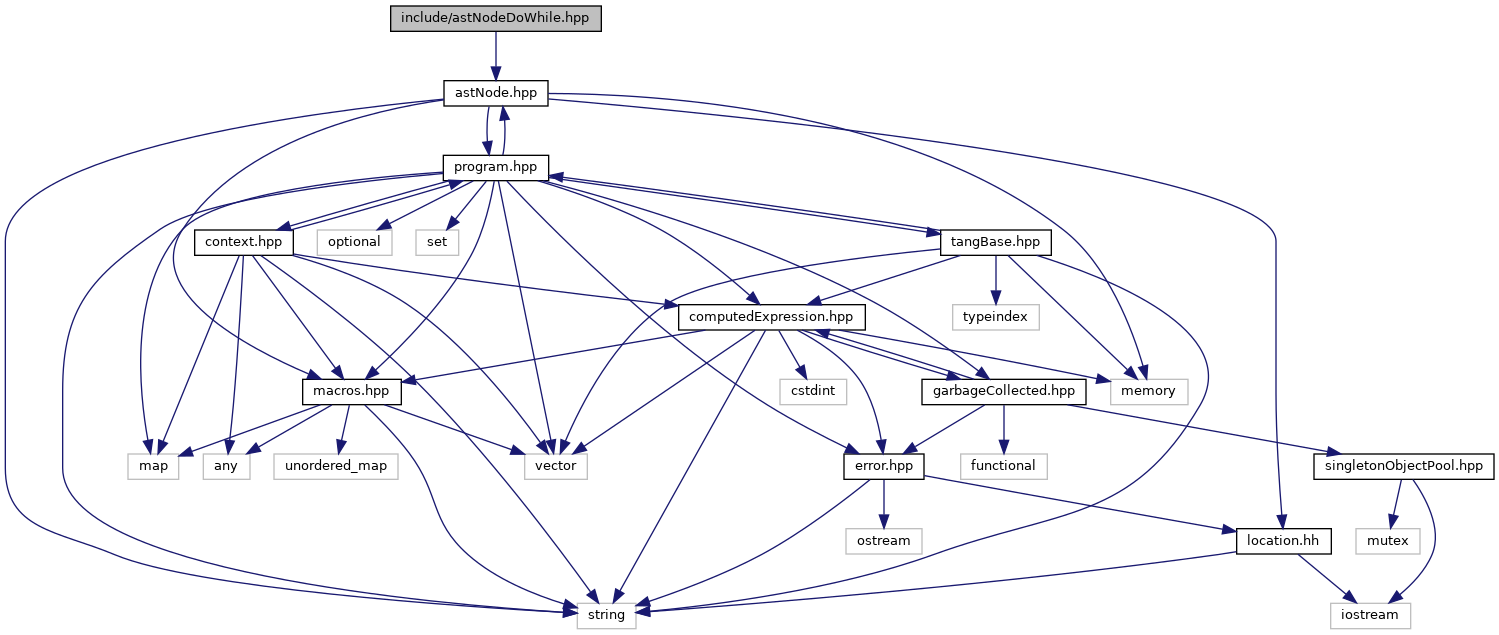 include/astNodeDoWhile.hpp
astNode.hpp
program.hpp
context.hpp
optional
set
tangBase.hpp
computedExpression.hpp
typeindex
macros.hpp
cstdint
garbageCollected.hpp
memory
map
any
unordered_map
vector
error.hpp
functional
singletonObjectPool.hpp
ostream
location.hh
mutex
string
iostream